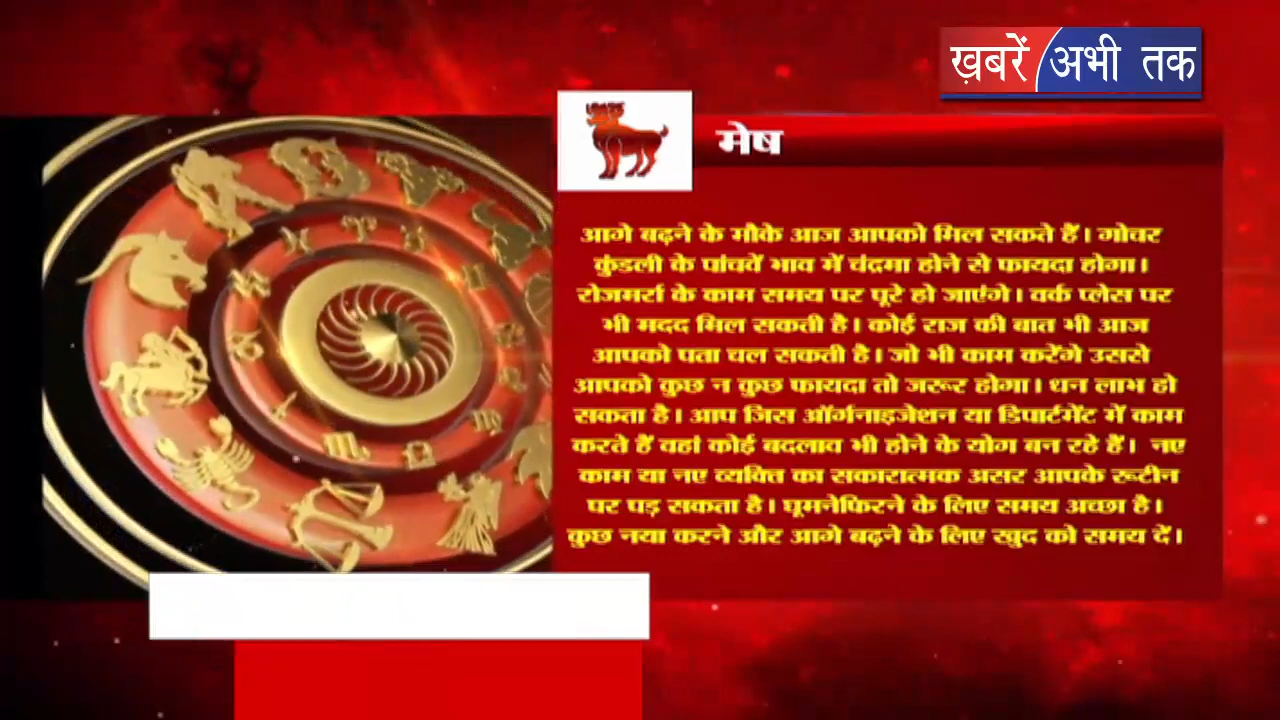 ख़बरें अभी तक
मेष
आगे बढ़ने के मौके आज आपको मिल सकते हैं। गोचर
कुंडली के पांचवें भाव में चंद्रमा होने से फायदा होगा।
रोजमर्रा के काम समय पर पूरे हो जाएंगे। वर्क प्लेस पर
भी मदद मिल सकती है। कोई राज की बात भी आज
आपको पता चल सकती है। जो भी काम करेंगे उससे
आपको कुछ न कुछ फायदा तो जरूर होगा। धन लाभ हो
सकता है। आप जिस ऑर्गनाइजेशन या डिपार्टमेंट में काम
करते हैं वहां कोई बदलाव भी होने के योग बन रहे हैं। नए
काम या नए व्यक्ति का सकारात्मक असर आपके रूटीन
पर पड़ सकता है। घूमनेफिरने के लिए समय अच्छा है।
कुछ नया करने और आगे बढ़ने के लिए खुद को समय दें।